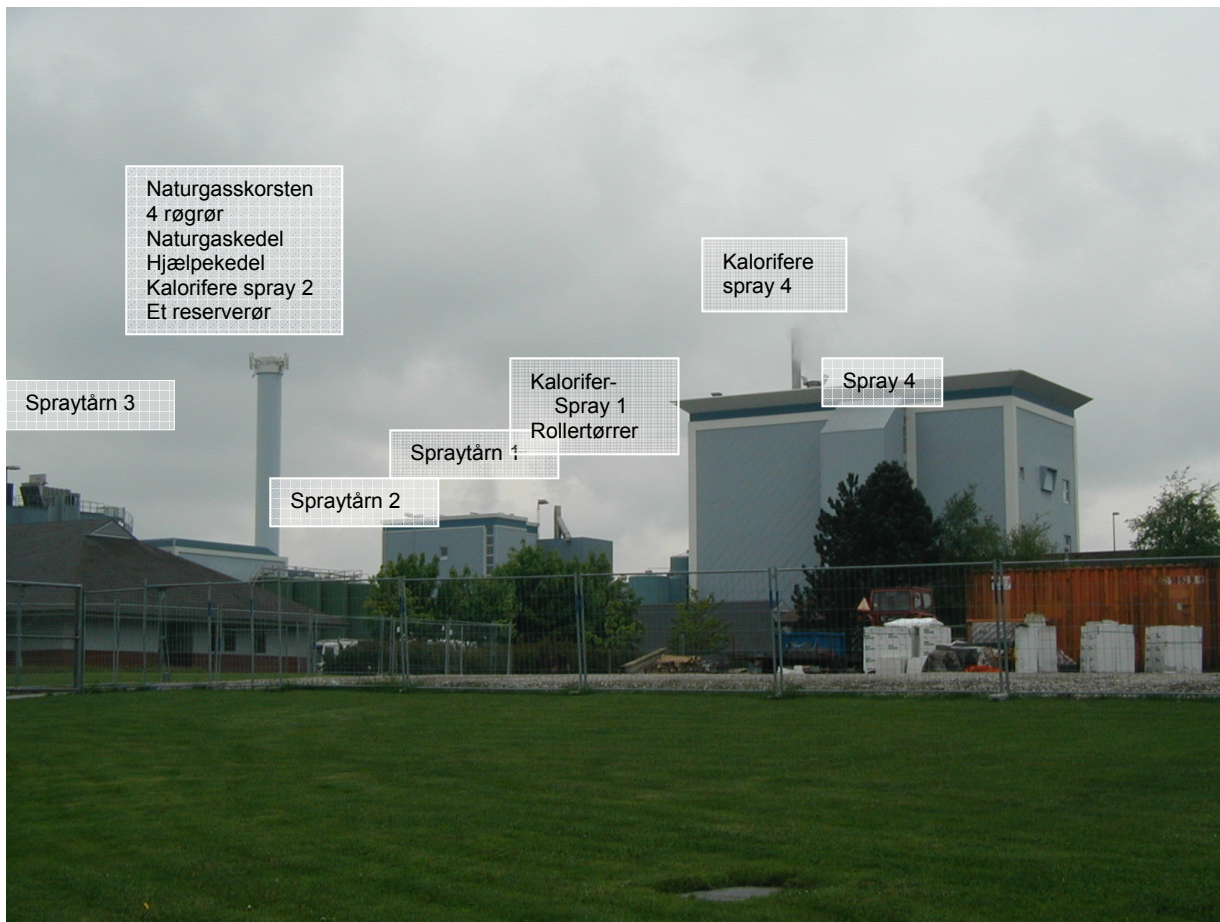 Naturgasskorsten
4 røgrør
Naturgaskedel
Hjælpekedel
Kalorifere spray 2
Et reserverør
Kalorifere
spray 4
Spraytårn 3
Kalorifer-
Spray 1
Rollertørrer
Spray 4
Spraytårn 1
Spraytårn 2